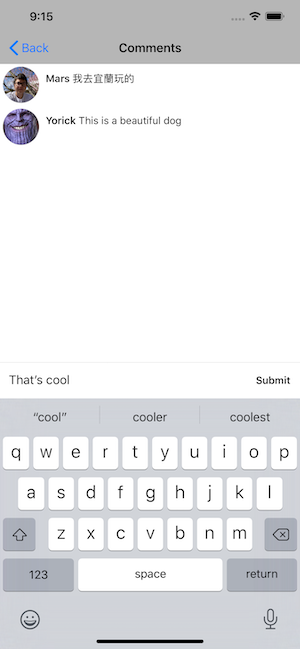 9:15
Back Comments
Mars 我去宜蘭玩的
Yorick This is a beautiful dog
That's cool Submit
“cool” cooler coolest
q w e r t y u i o p
a s d f g h j k l
z x c v b n m
123 space return